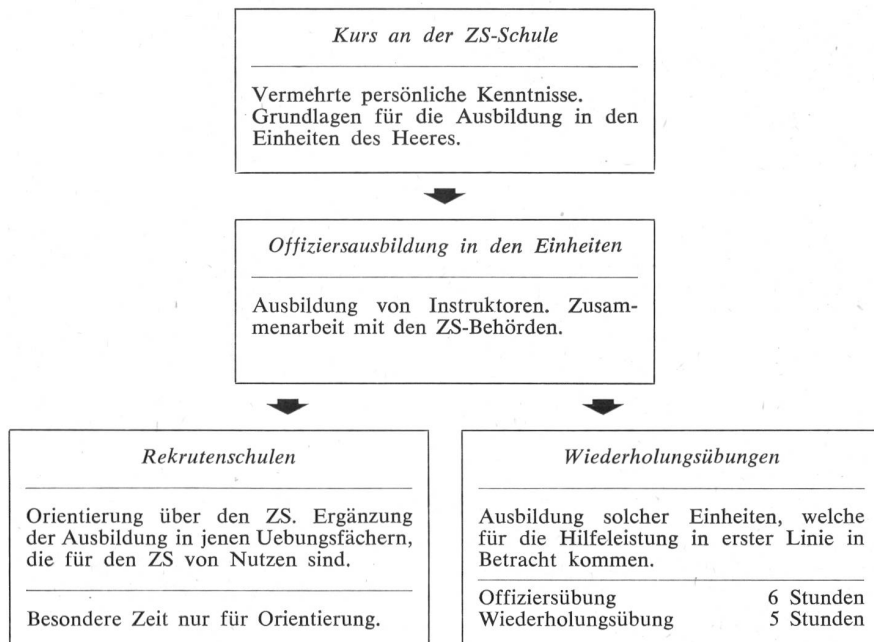 Kurs an der ZS-Schule
Vermehrte persönliche Kenntnisse.
Grundlagen für die Ausbildung in den
Einheiten des Heeres.
Offiziersausbildung in den Einheiten
Ausbildung von Instruktoren. Zusam-
menarbeit mit den ZS-Behörden.
Rekrutenschulen
Orientierung über den ZS. Ergänzung
der Ausbildung in jenen Uebungsfächern,
die für den ZS von Nutzen sind.
Besondere Zeit nur für Orientierung.
Wiederholungsübungen
Ausbildung solcher Einheiten, welche
für die Hilfeleistung in erster Linie in
Betracht kommen.
Offiziersübung 6 Stunden
Wiederholungsübung 5 Stunden